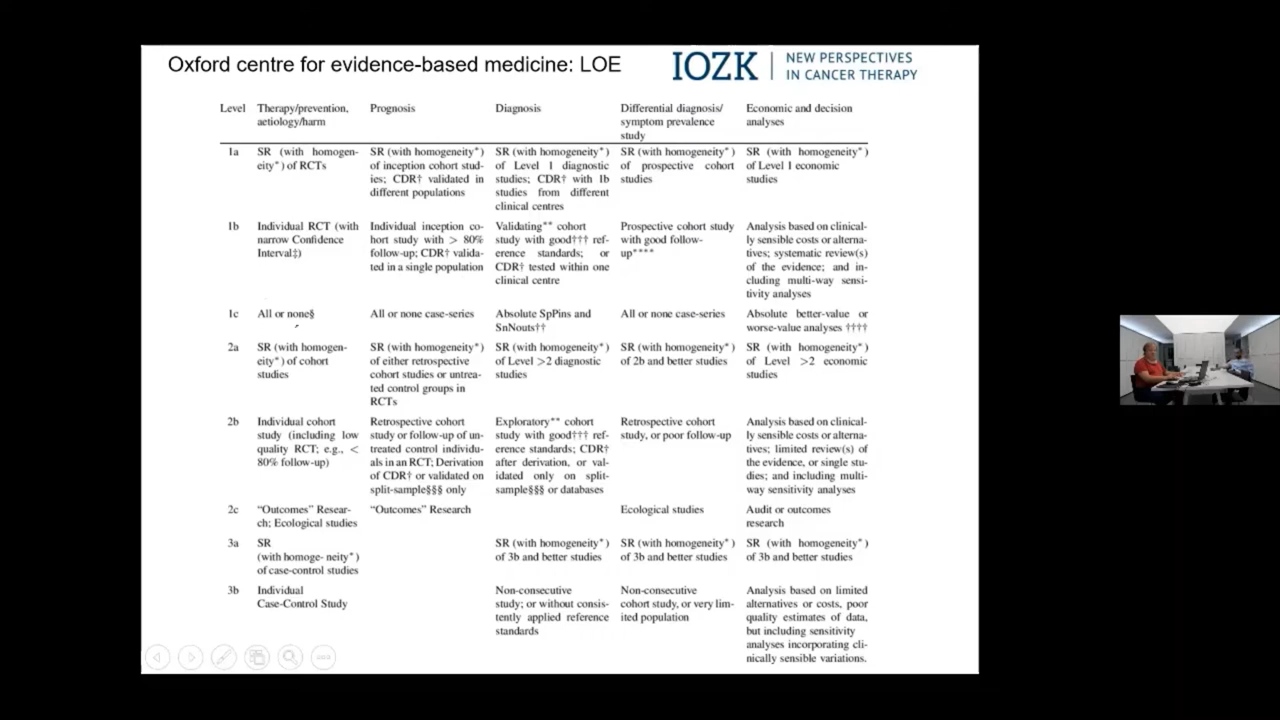 Oxford centre for evidence-based medicine: LOE
IOZK
NEW PERSPECTIVES
IN CANCER THERAPY
Level
Therapy/prevention,
aetiology/harm
Prognosis
Diagnosis
Differential diagnosis/
symptom prevalence
study
Economic and decision
analyses
1a
SR (with homogen-
eity*) of RCTs
SR (with homogeneity*)
of inception cohort stud-
ies; CDR† validated in
different populations
SR (with homogeneity*)
of Level 1 diagnostic
studies; CDR† with 1b
studies from different
clinical centres
SR (with homogeneity*)
of prospective cohort
studies
SR (with homogeneity*)
of Level 1 economic
studies
1b
Individual RCT (with
narrow Confidence
Interval‡)
Individual inception co-
hort study with > 80%
follow-up; CDR† valida-
ted in a single population
Validating** cohort
study with good††† ref-
erence standards; or
CDR† tested within one
clinical centre
Prospective cohort study
with good follow-
up****
Analysis based on clinical-
ly sensible costs or alterna-
tives; systematic review(s)
of the evidence; and in-
cluding multi-way sensi-
tivity analyses
1c
All or none§
All or none case-series
Absolute SpPins and
SnNouts††
All or none case-series
Absolute better-value or
worse-value analyses ††††
2a
SR (with homogen-
eity*) of cohort
studies
SR (with homogeneity*)
of either retrospective
cohort studies or untrea-
ted control groups in
RCTs
SR (with homogeneity*)
of Level >2 diagnostic
studies
SR (with homogeneity*)
of 2b and better studies
SR (with homogeneity*)
of Level >2 economic
studies
2b
Individual cohort
study (including low
quality RCT; e.g., <
80% follow-up)
Retrospective cohort
study or follow-up of un-
treated control individu-
als in an RCT; Derivation
of CDR† or validated on
split-sample§§§ only
Exploratory** cohort
study with good††† ref-
erence standards; CDR†
after derivation, or val-
idated only on split-
sample§§§ or databases
Retrospective cohort
study, or poor follow-up
Analysis based on clinical-
ly sensible costs or alterna-
tives; limited review(s) of
the evidence, or single stu-
dies; and including multi-
way sensitivity analyses
2c
“Outcomes” Resear-
ch; Ecological studies
“Outcomes” Research
Ecological studies
Audit or outcomes
research
3a
SR
(with homoge- neity*)
of case-control studies
SR (with homogeneity*)
of 3b and better studies
SR (with homogeneity*)
of 3b and better studies
SR (with homogeneity*)
of 3b and better studies
3b
Individual
Case-Control Study
Non-consecutive
study; or without consis-
tently applied reference
standards
Non-consecutive
cohort study, or very lim-
ited population
Analysis based on limited
alternatives or costs, poor
quality estimates of data,
but including sensitivity
analyses incorporating cli-
nically sensible variations.